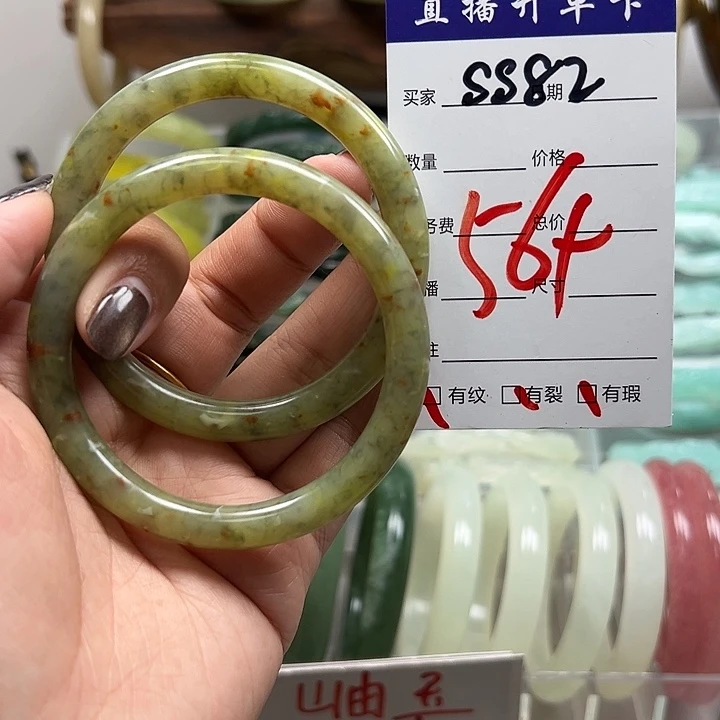 直播开单卡
买家 SS82 期
数量 价格
务费 总价
564
播 尺寸
注
有纹 有裂 有瑕